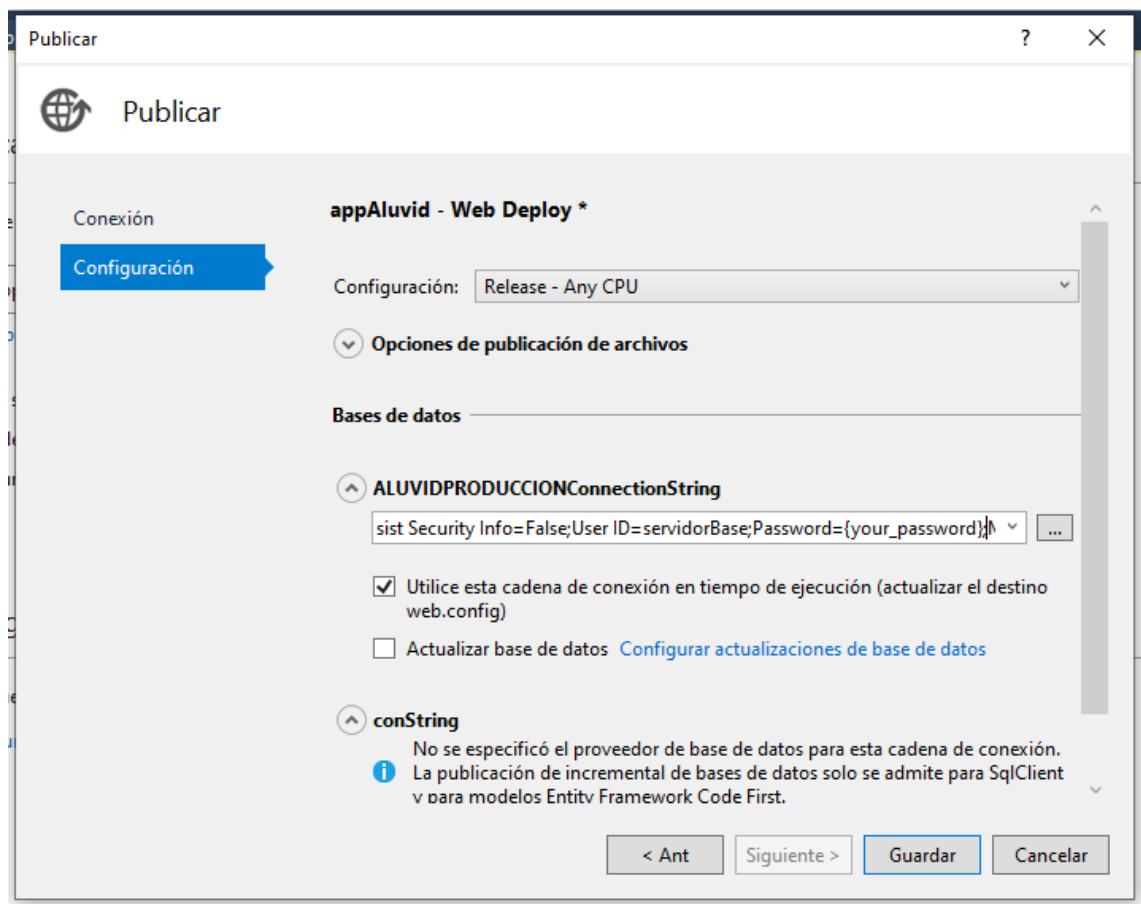 Publicar
?
Publicar
Conexión
Configuración
appAluvid - Web Deploy *
Configuración: Release - Any CPU
Opciones de publicación de archivos
Bases de datos
ALUVIDPRODUCCIONConnectionString
sist Security Info=False;User ID=servidorBase;Password={your_password};
...
Utilice esta cadena de conexión en tiempo de ejecución (actualizar el destino
web.config)
Actualizar base de datos Configurar actualizaciones de base de datos
conString
No se especificó el proveedor de base de datos para esta cadena de conexión.
La publicación de incremental de bases de datos solo se admite para SqlClient
y para modelos Entity Framework Code First.
< Ant Siguiente > Guardar Cancelar